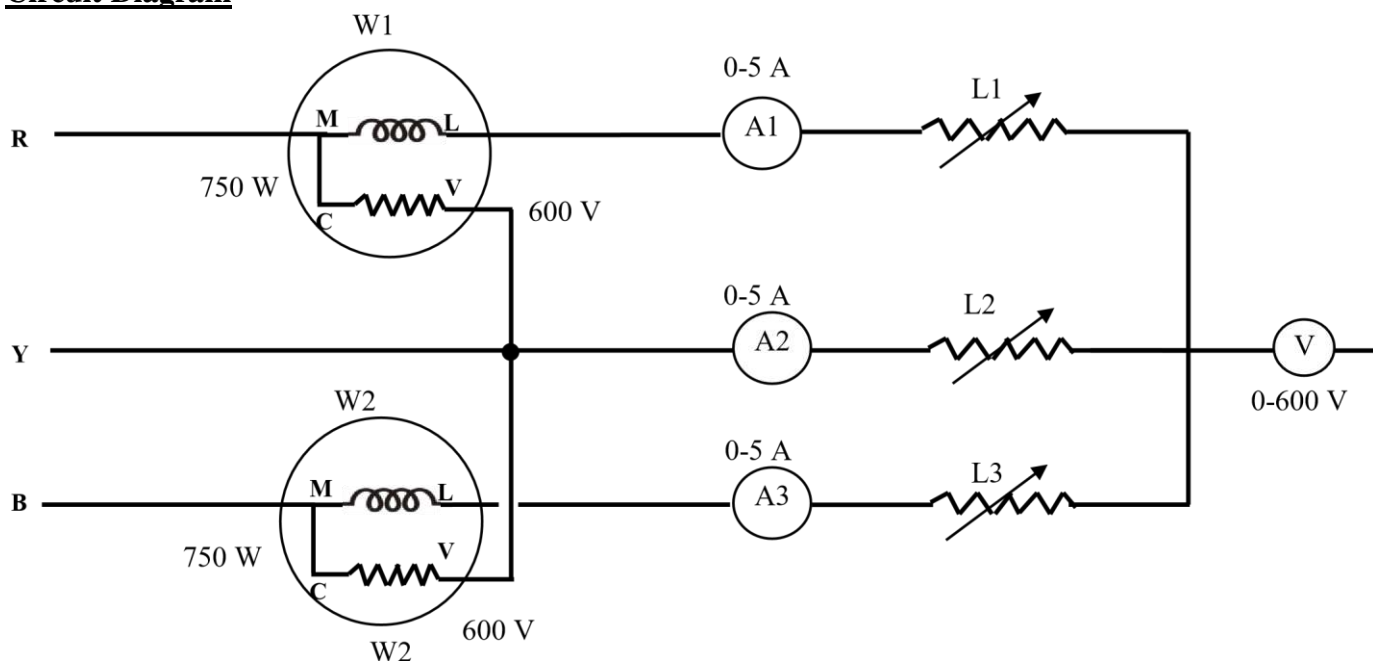 Circuit Diagram
W1
0-5 A
L1
M
L
A1
R
750 W
V
C
600 V
0-5 A
L2
Y
A2
V
W2
0-600 V
0-5 A
M
L
L3
B
A3
750 W
V
C
600 V
W2